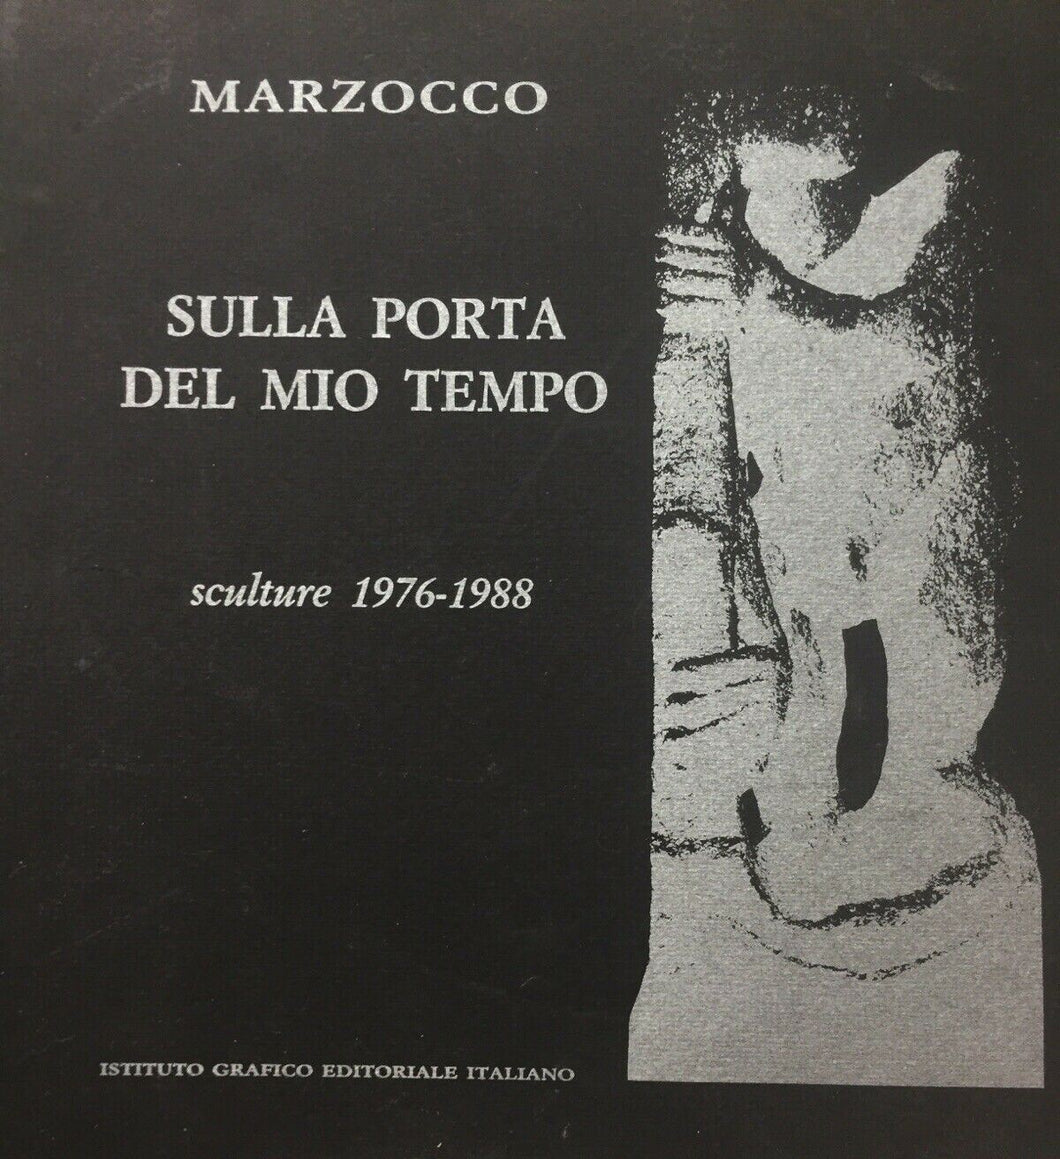 MARZOCCO
SULLA PORTA
DEL MIO TEMPO
sculture 1976-1988
ISTITUTO GRAFICO EDITORIALE ITALIANO